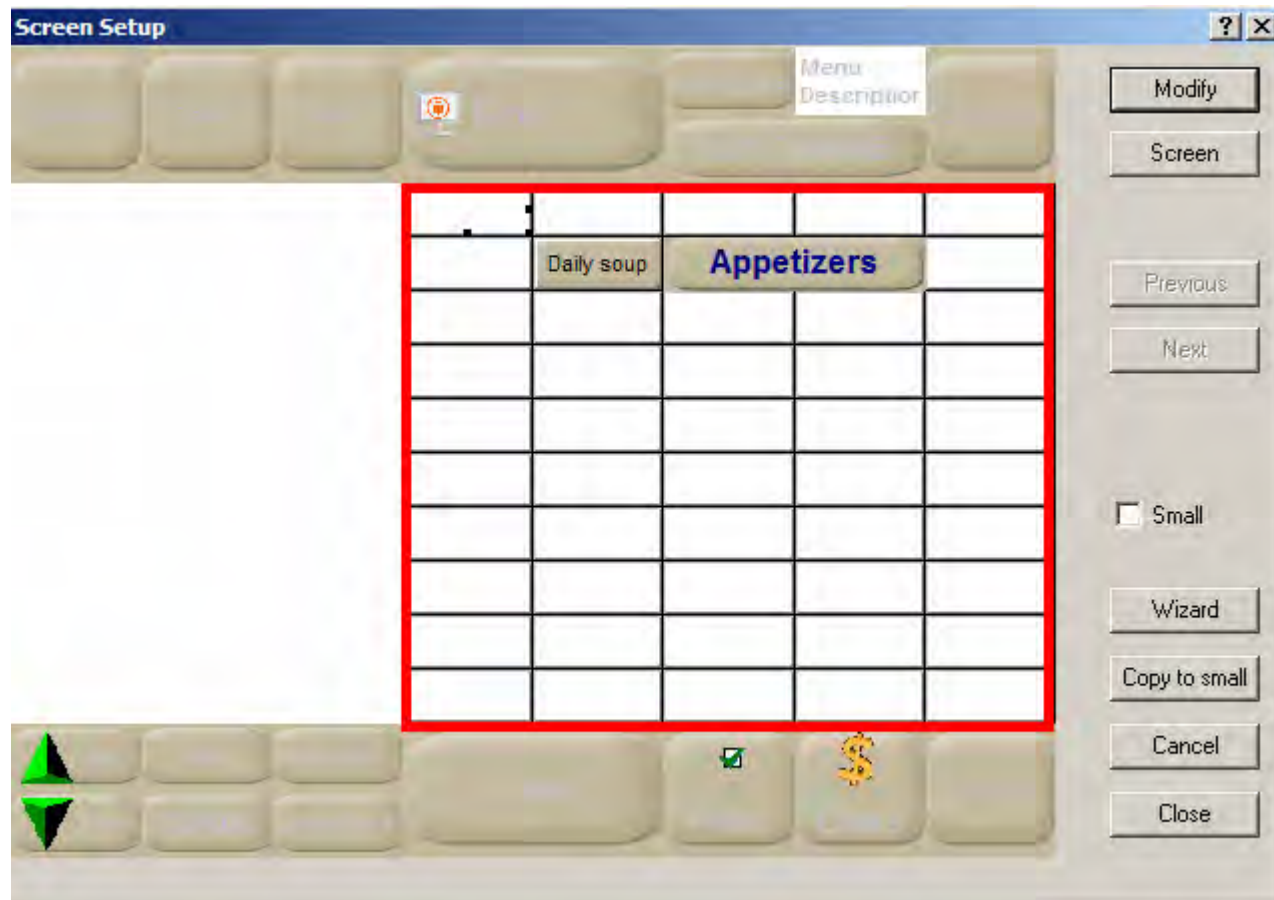 Screen Setup
Menu
Description
Modify
Screen
Daily soup
Appetizers
Previous
Next
Small
Wizard
Copy to small
Cancel
Close